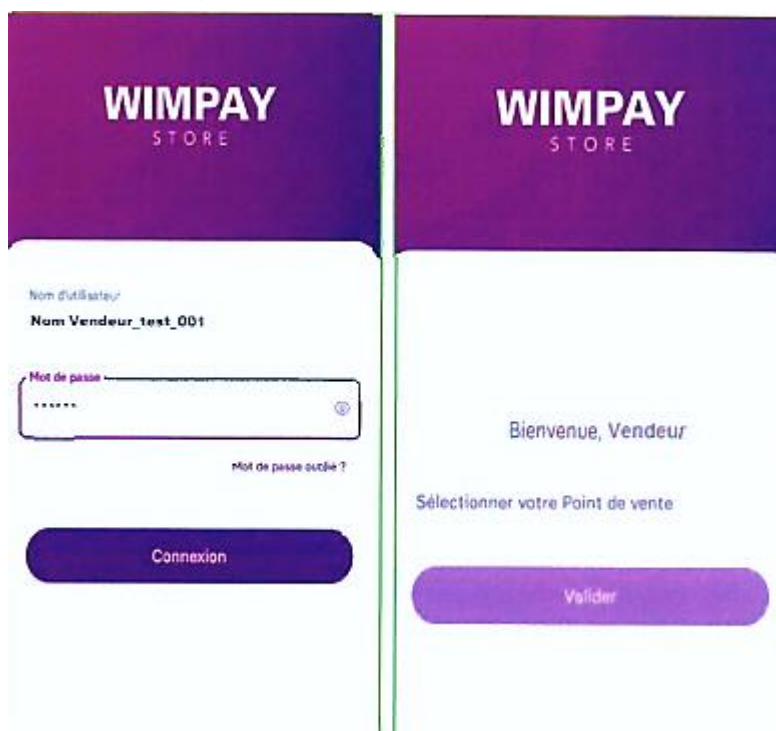 WIMPAY
STORE
Nom d'utilisateur
Nom Vendeur_test_001
Mot de passe
••••••
Mot de passe oublié ?
Connexion
WIMPAY
STORE
Bienvenue, Vendeur
Sélectionner votre Point de vente
Valider